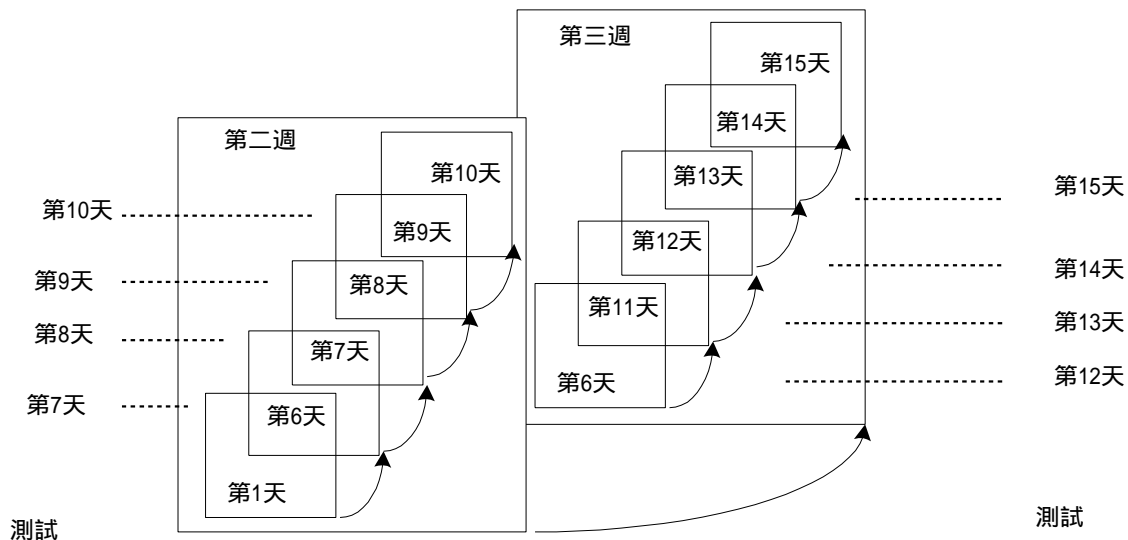 第三週
第15天
第14天
第13天
第12天
第11天
第6天
第二週
第10天
第9天
第8天
第7天
第6天
第1天
第10天
第9天
第8天
第7天
測試
第15天
第14天
第13天
第12天
測試